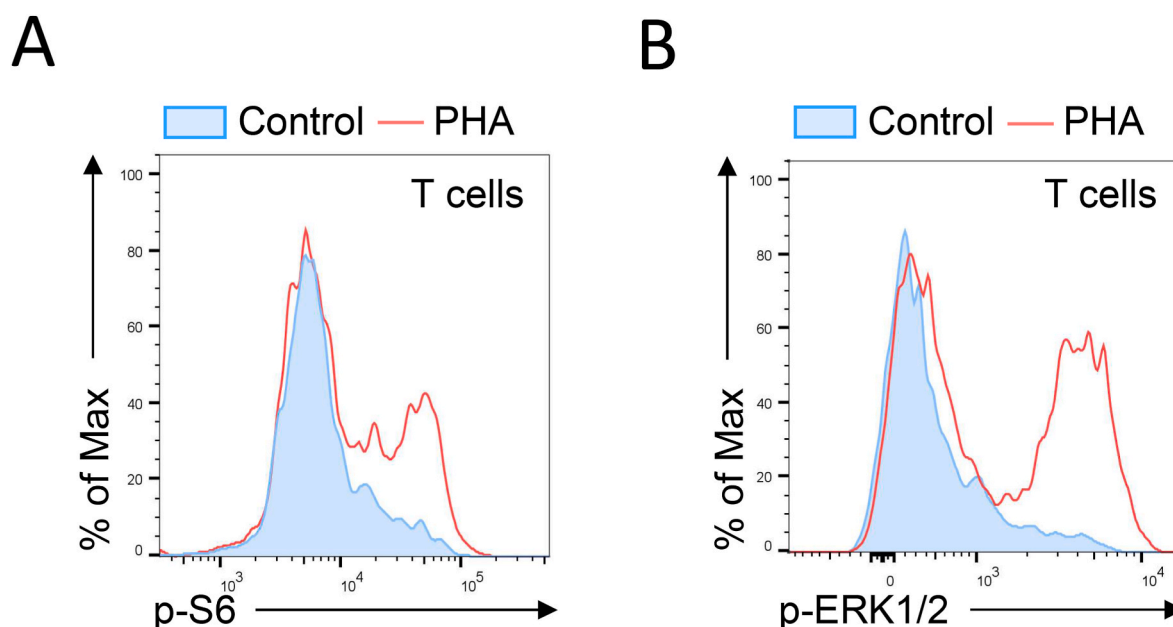 A
Control PHA
T cells
100
80
60
40
20
0
% of Max
10³
10⁴
10⁵
p-S6
B
Control PHA
T cells
100
80
60
40
20
0
% of Max
0
10³
10⁴
p-ERK1/2